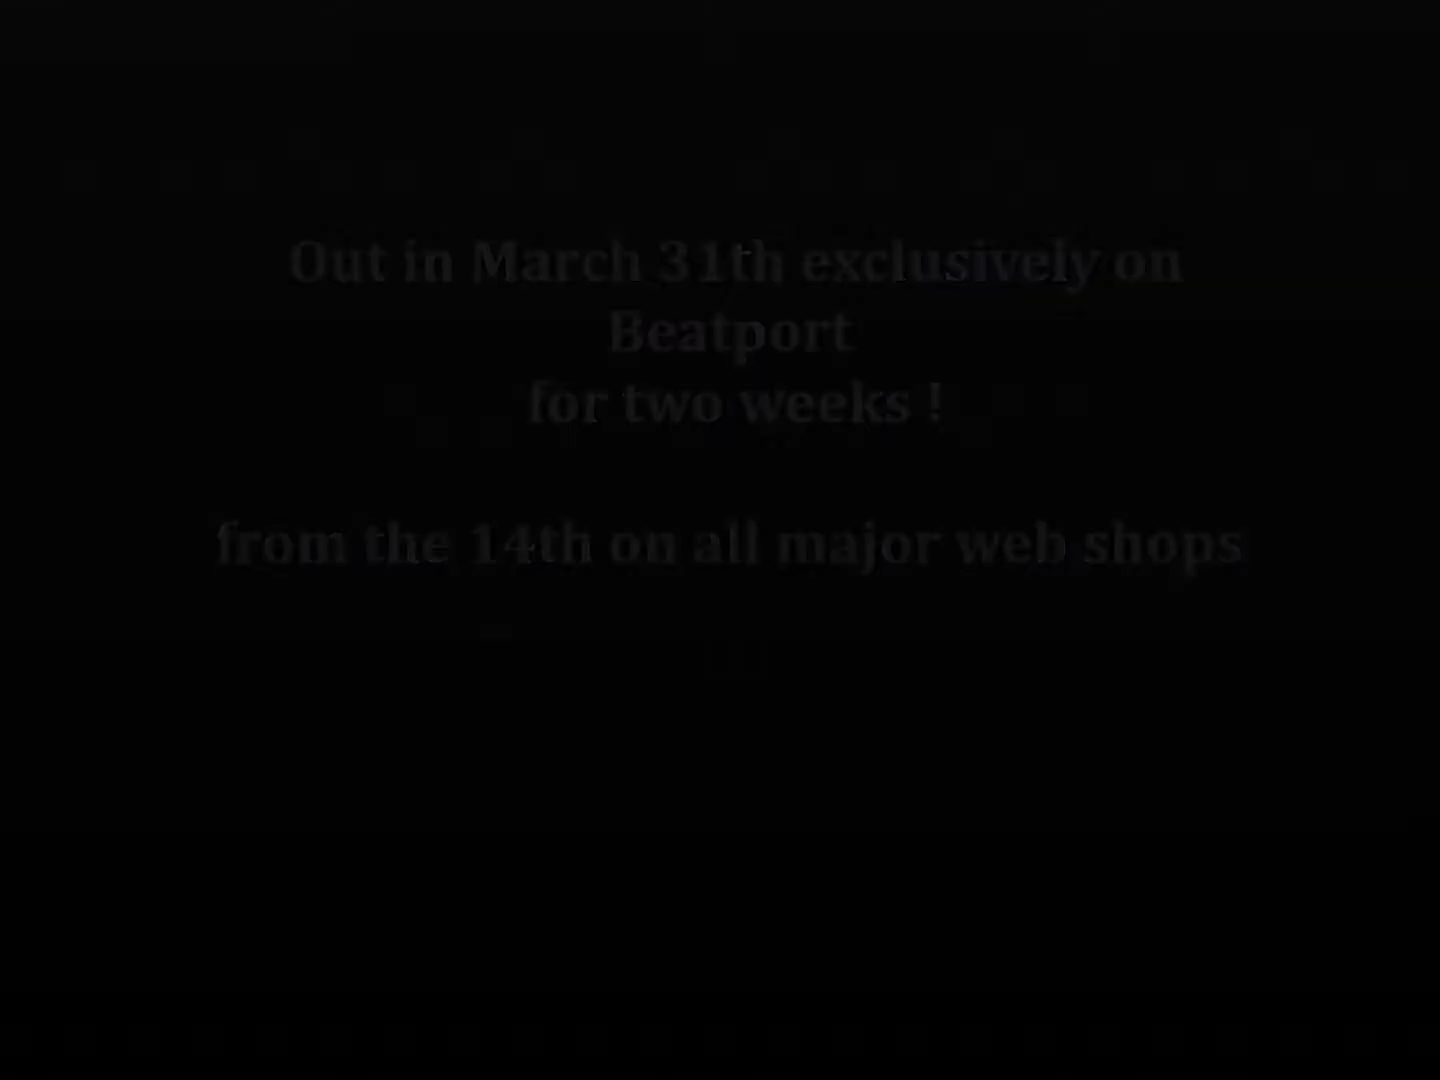 Out in March 31th exclusively on
Beatport
for two weeks !
from the 14th on all major web shops